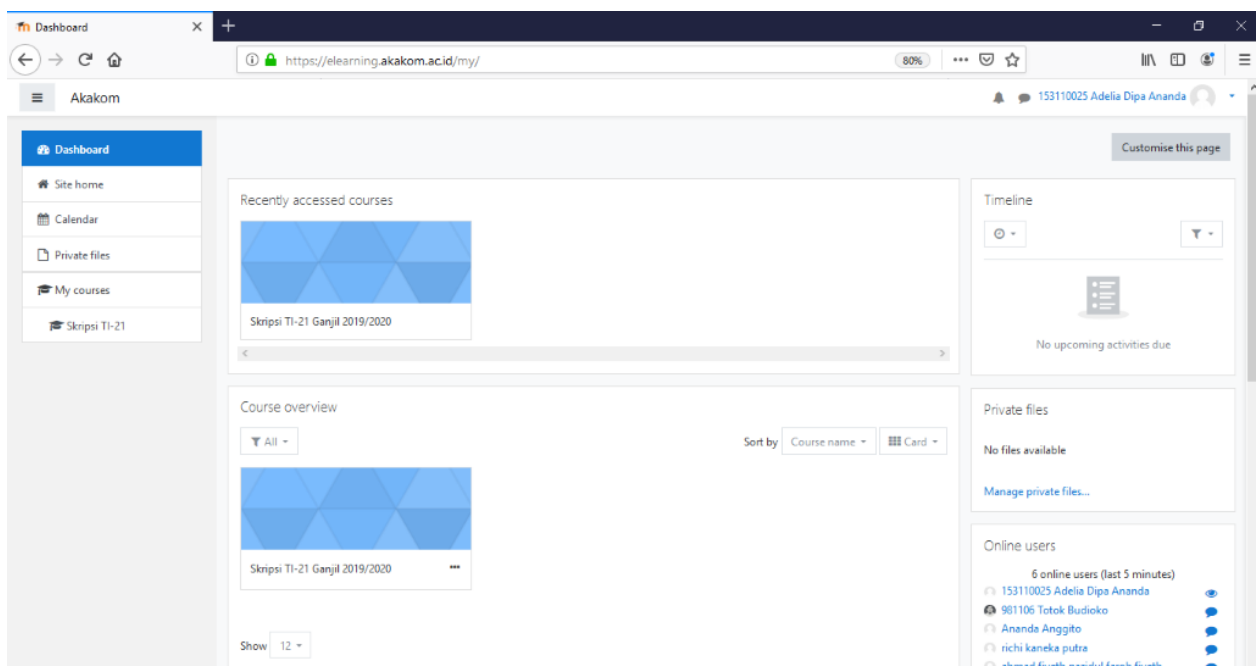 Dashboard
https://elearning.akakom.ac.id/my/
80%
Akakom
153110025 Adelia Dipa Ananda
Dashboard
Site home
Calendar
Private files
My courses
Skripsi TI-21
Customise this page
Recently accessed courses
Skripsi TI-21 Ganjil 2019/2020
Course overview
All
Sort by Course name Card
Skripsi TI-21 Ganjil 2019/2020
Show 12
Timeline
No upcoming activities due
Private files
No files available
Manage private files...
Online users
6 online users (last 5 minutes)
153110025 Adelia Dipa Ananda
981106 Totok Budioko
Ananda Anggito
richi kaneka putra